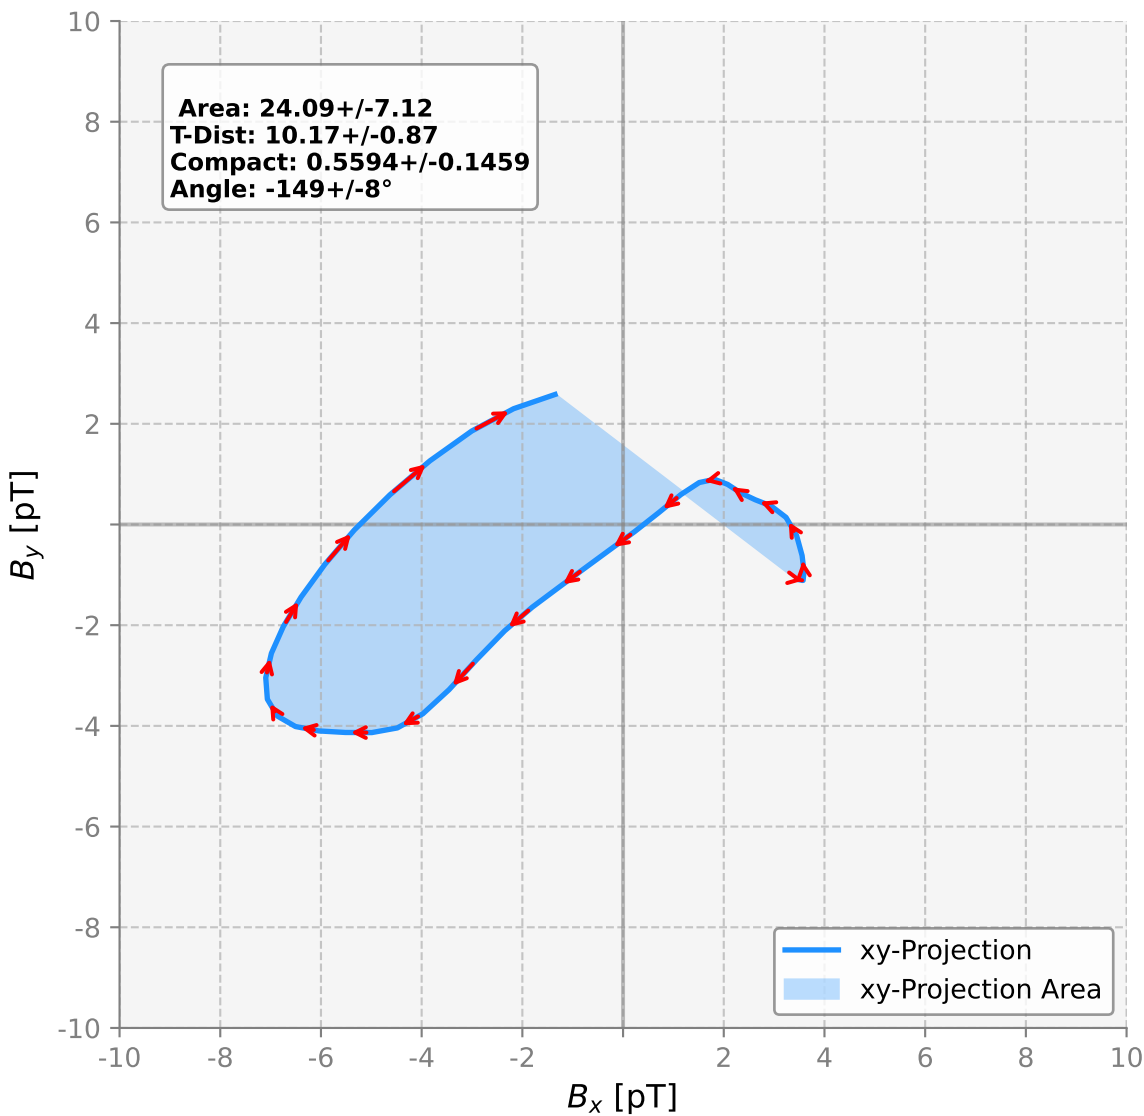 10
8
6
4
2
-2
-4
-6
-8
-10
-10
-8
-6
-4
-2
2
4
6
8
10
Area: 24.09+/-7.12
T-Dist: 10.17+/-0.87
Compact: 0.5594+/-0.1459
Angle: -149+/-8°
By [pT]
Bx [pT]
xy-Projection
xy-Projection Area